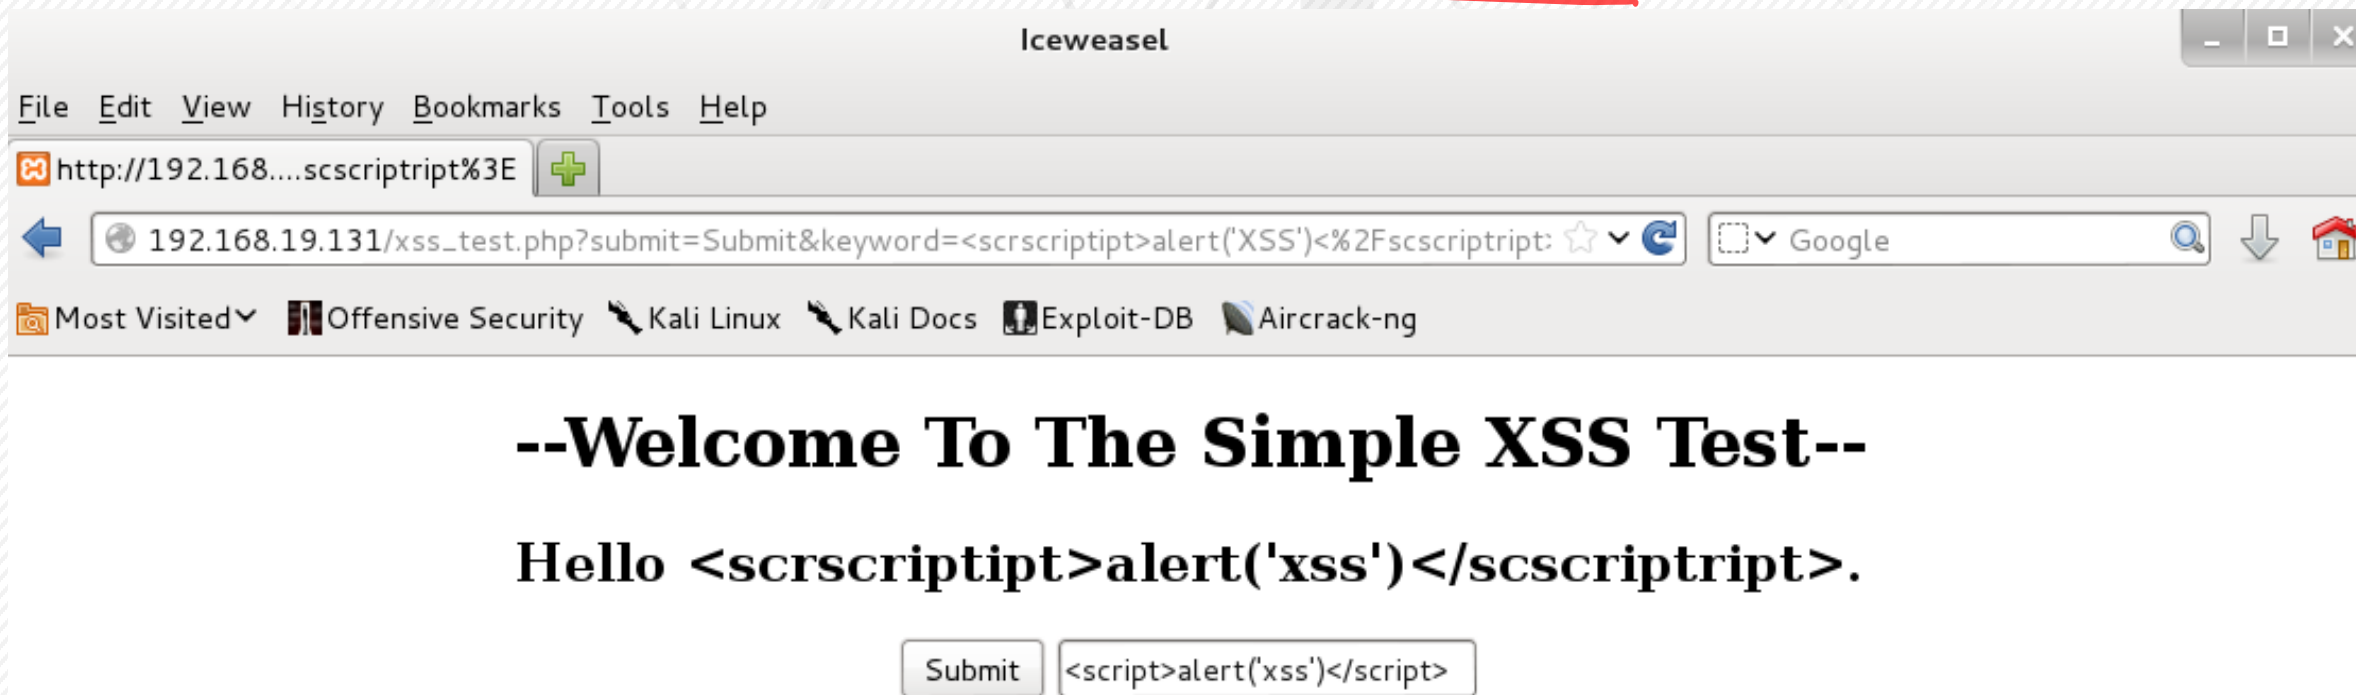 Iceweasel
File Edit View History Bookmarks Tools Help
http://192.168....scscriptript%3E
192.168.19.131/xss_test.php?submit=Submit&keyword=<scrscriptipt>alert('XSS')<%2Fscscriptript>
Google
Most Visited Offensive Security Kali Linux Kali Docs Exploit-DB Aircrack-ng
--Welcome To The Simple XSS Test--
Hello <scrscriptipt>alert('xss')</scscriptript>.
Submit <script>alert('xss')</script>